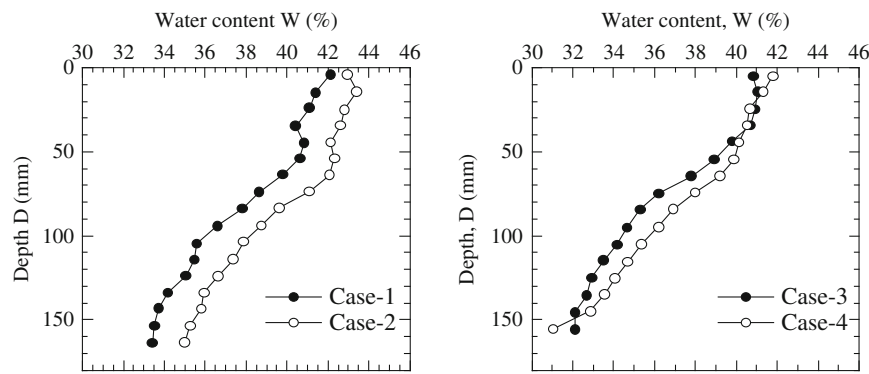 Water content W (%)
30 32 34 36 38 40 42 44 46
0
50
100
150
Depth D (mm)
Case-1
Case-2
Water content, W (%)
30 32 34 36 38 40 42 44 46
0
50
100
150
Depth, D (mm)
Case-3
Case-4